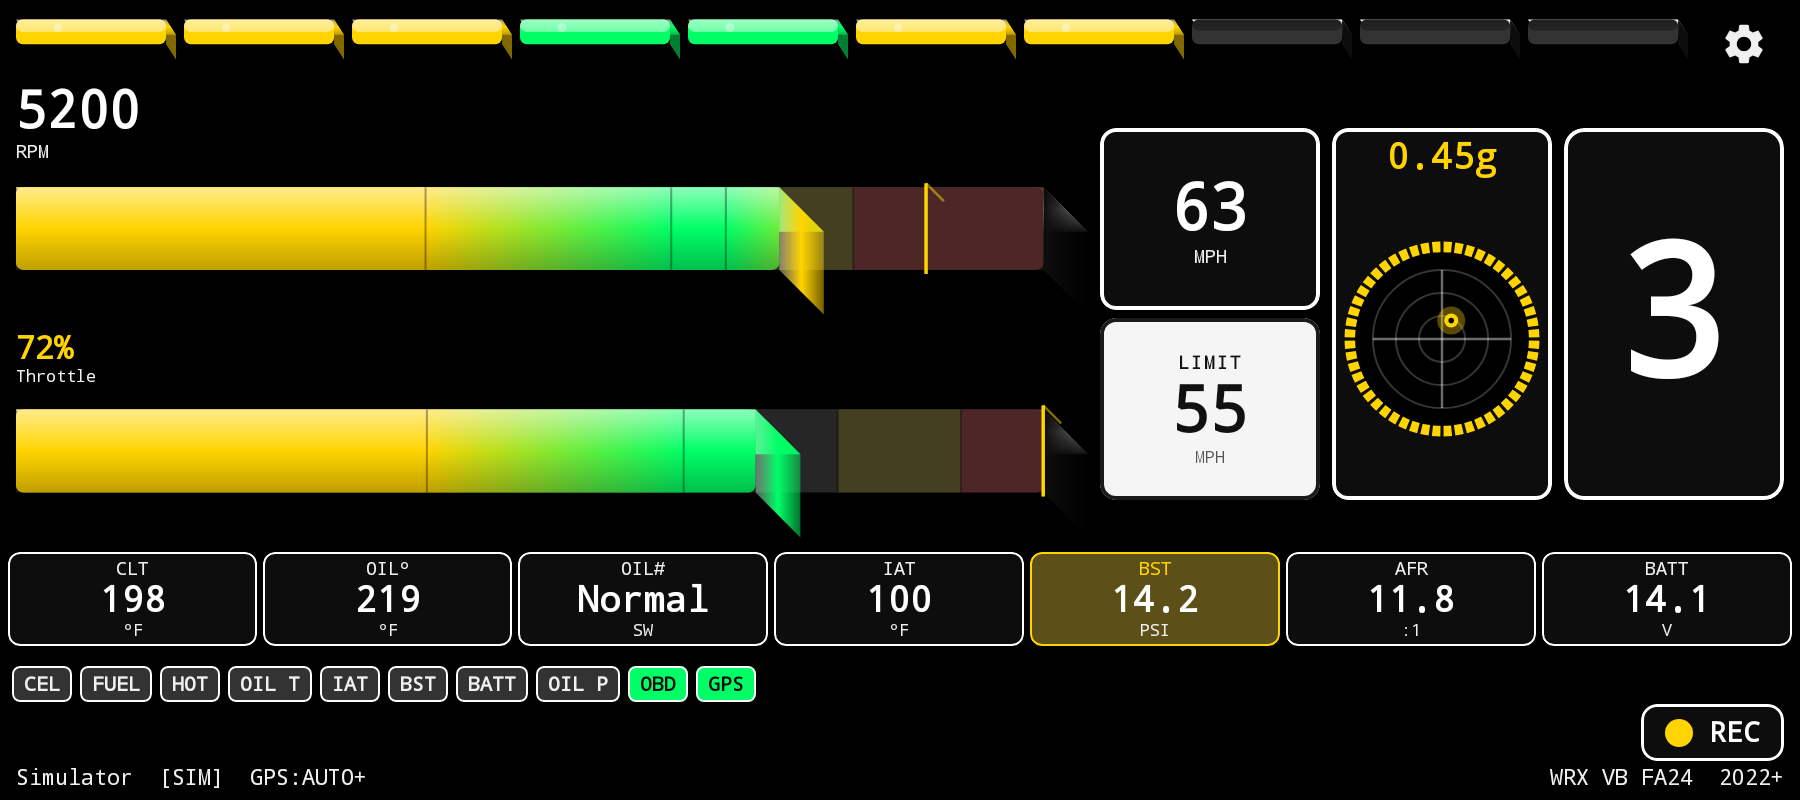 5200
RPM
63
MPH
LIMIT
55
MPH
0.45g
3
72%
Throttle
CLT
198
°F
OILº
219
°F
OIL#
Normal
SW
IAT
100
°F
BST
14.2
PSI
AFR
11.8
:1
BATT
14.1
V
CEL FUEL HOT OIL T IAT BST BATT OIL P OBD GPS
REC
Simulator [SIM] GPS:AUTO+
WRX VB FA24 2022+